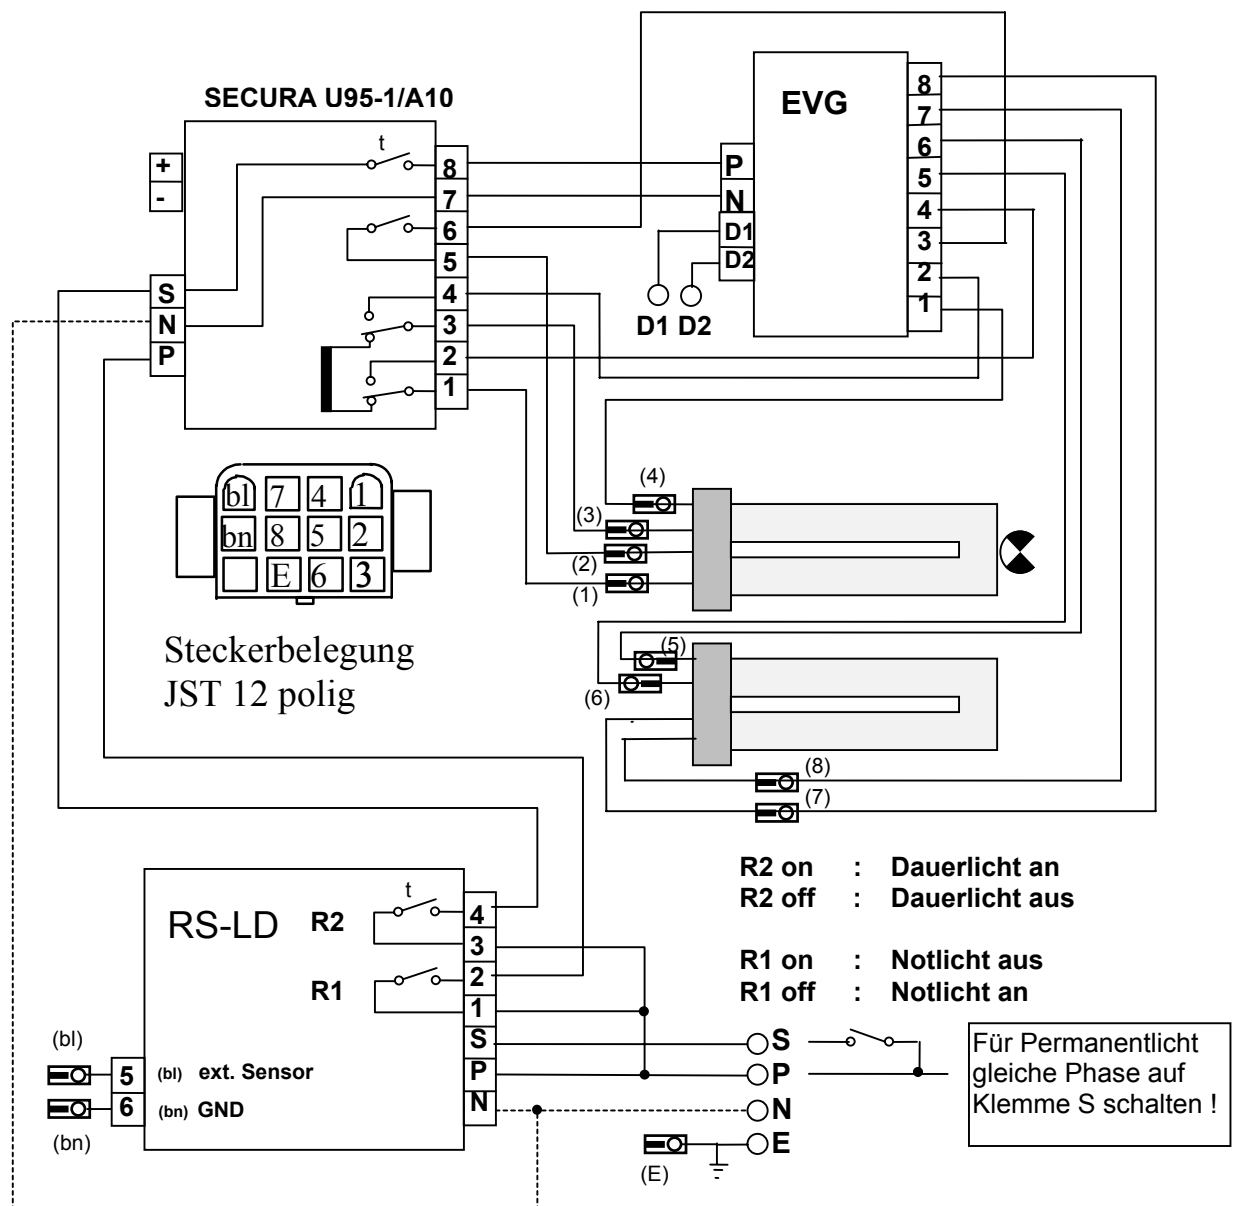 SECURA U95-1/A10
t
+
-
S
N
P
8
7
6
5
4
3
2
1
EVG
P
N
D1
D2
D1 D2
8
7
6
5
4
3
2
1
bl 7 4 1
bn 8 5 2
E 6 3
Steckerbelegung
JST 12 polig
(4)
(3)
(2)
(1)
(5)
(6)
(8)
(7)
RS-LD
R2
t
R1
4
3
2
1
S
P
N
(bl)
5 (bl) ext. Sensor
6 (bn) GND
(bn)
R2 on : Dauerlicht an
R2 off : Dauerlicht aus
R1 on : Notlicht aus
R1 off : Notlicht an
S
P
N
E
(E)
Für Permanentlicht
gleiche Phase auf
Klemme S schalten !